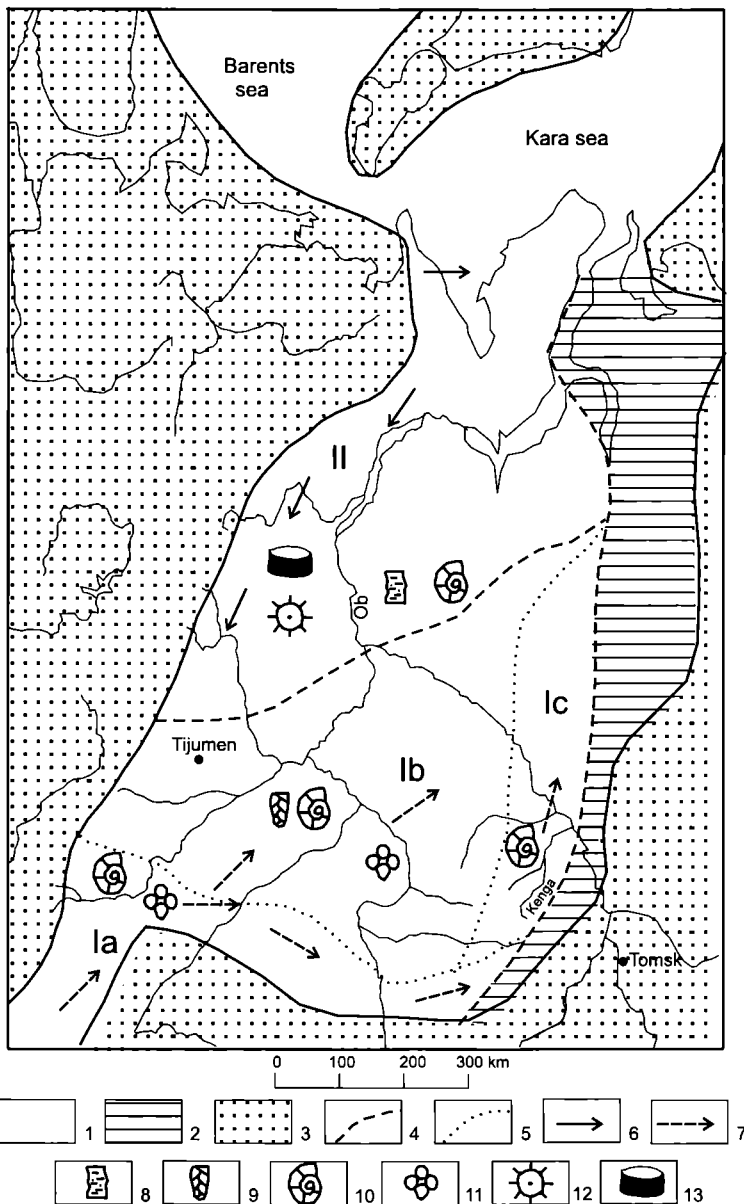 Barents
sea
Kara sea
II
Ob
Ic
Tijumen
Ib
Kenga
Ia
Tomsk
0 100 200 300 km
1 2 3 4 5 6 7
8 9 10 11 12 13